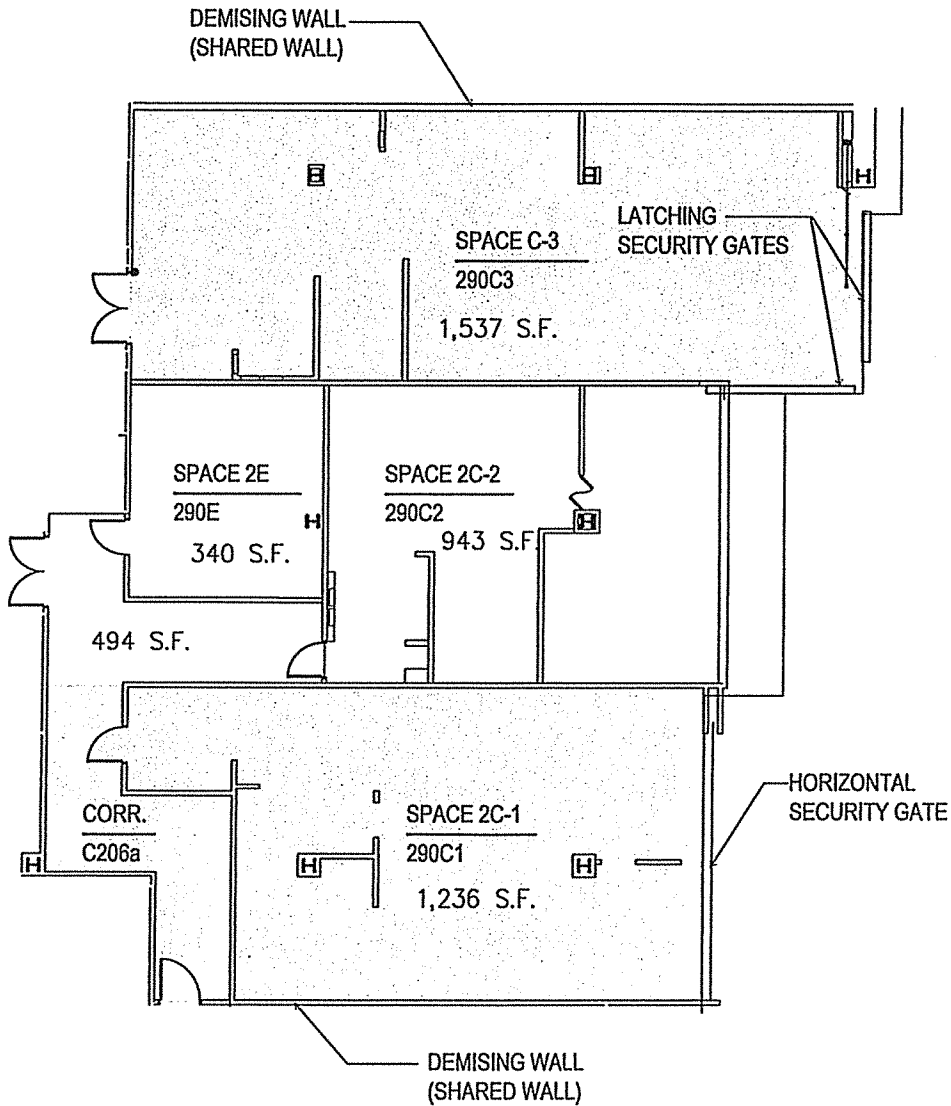 DEMISING WALL
(SHARED WALL)
LATCHING
SECURITY GATES
SPACE C-3
290C3
1,537 S.F.
SPACE 2E
290E
340 S.F.
SPACE 2C-2
290C2
943 S.F.
494 S.F.
CORR.
C206a
SPACE 2C-1
290C1
1,236 S.F.
HORIZONTAL
SECURITY GATE
DEMISING WALL
(SHARED WALL)